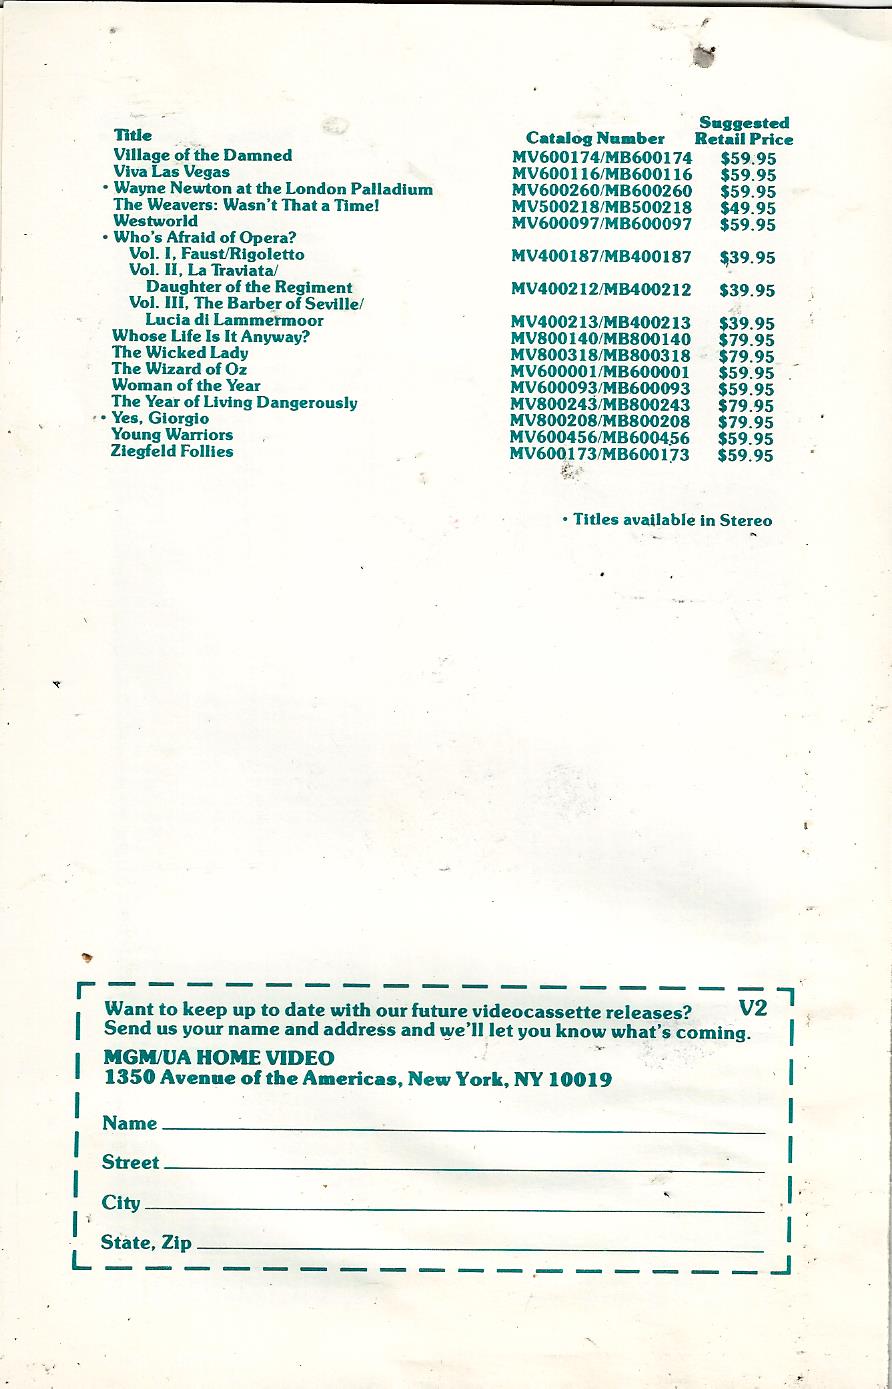 Suggested
Title Catalog Number Retail Price
Village of the Damned MV600174/MB600174 $59.95
Viva Las Vegas MV600116/MB600116 $59.95
• Wayne Newton at the London Palladium MV600260/MB600260 $59.95
The Weavers: Wasn't That a Time! MV500218/MB500218 $49.95
Westworld MV600097/MB600097 $59.95
• Who's Afraid of Opera?
Vol. I, Faust/Rigoletto MV400187/MB400187 $39.95
Vol. II, La Traviata/
Daughter of the Regiment MV400212/MB400212 $39.95
Vol. III, The Barber of Seville/
Lucia di Lammermoor MV400213/MB400213 $39.95
Whose Life Is It Anyway? MV800140/MB800140 $79.95
The Wicked Lady MV800318/MB800318 $79.95
The Wizard of Oz MV600001/MB600001 $59.95
Woman of the Year MV600093/MB600093 $59.95
The Year of Living Dangerously MV800243/MB800243 $79.95
• Yes, Giorgio MV800208/MB800208 $79.95
Young Warriors MV600456/MB600456 $59.95
Ziegfeld Follies MV600173/MB600173 $59.95
• Titles available in Stereo
Want to keep up to date with our future videocassette releases? V2
Send us your name and address and we'll let you know what's coming.
MGM/UA HOME VIDEO
1350 Avenue of the Americas, New York, NY 10019
Name
Street
City
State, Zip